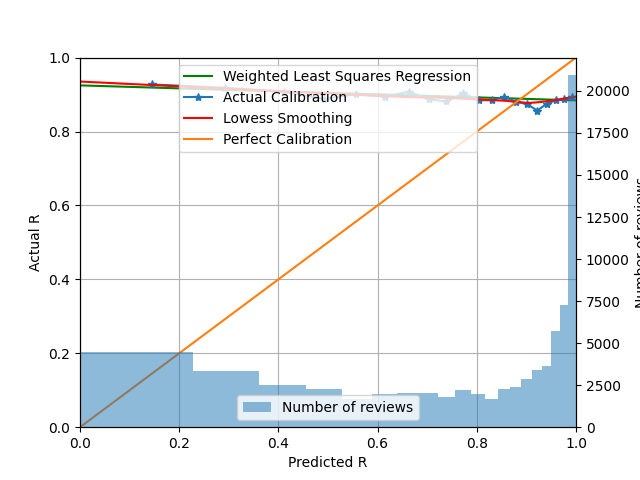 1.0
0.8
0.6
0.4
0.2
0.0
Actual R
Weighted Least Squares Regression
Actual Calibration
Lowess Smoothing
Perfect Calibration
Number of reviews
0.0 0.2 0.4 0.6 0.8 1.0
Predicted R
20000
17500
15000
12500
10000
7500
5000
2500
0
Number of reviews